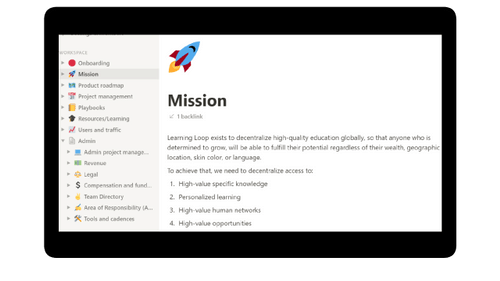 WORKSPACE
Onboarding
Mission
Product roadmap
Project management
Playbooks
Resources/Learning
Users and traffic
Admin
Admin project manage...
Revenue
Legal
Compensation and fund...
Team Directory
Area of Responsibility (A...
Tools and cadences
Mission
1 backlink
Learning Loop exists to decentralize high-quality education globally, so that anyone who is
determined to grow, will be able to fulfill their potential regardless of their wealth, geographic
location, skin color, or language.
To achieve that, we need to decentralize access to:
1. High-value specific knowledge
2. Personalized learning
3. High-value human networks
4. High-value opportunities